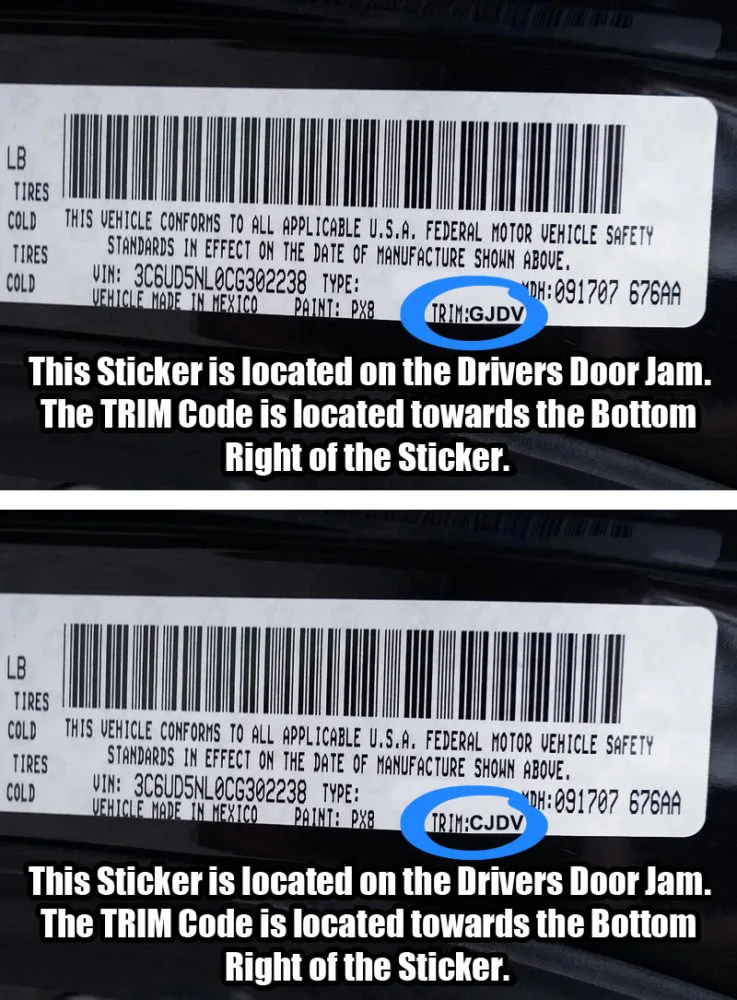 LB
TIRES
COLD
TIRES
COLD
THIS VEHICLE CONFORMS TO ALL APPLICABLE U.S.A. FEDERAL MOTOR VEHICLE SAFETY
STANDARDS IN EFFECT ON THE DATE OF MANUFACTURE SHOWN ABOVE.
VIN: 3C6UD5NL0CG302238 TYPE:
MDH:091707 676AA
VEHICLE MADE IN MEXICO PAINT: PX8 TRIM:GJDV
This Sticker is located on the Drivers Door Jam.
The TRIM Code is located towards the Bottom
Right of the Sticker.
LB
TIRES
COLD
TIRES
COLD
THIS VEHICLE CONFORMS TO ALL APPLICABLE U.S.A. FEDERAL MOTOR VEHICLE SAFETY
STANDARDS IN EFFECT ON THE DATE OF MANUFACTURE SHOWN ABOVE.
VIN: 3C6UD5NL0CG302238 TYPE:
MDH:091707 676AA
VEHICLE MADE IN MEXICO PAINT: PX8 TRIM:CJDV
This Sticker is located on the Drivers Door Jam.
The TRIM Code is located towards the Bottom
Right of the Sticker.